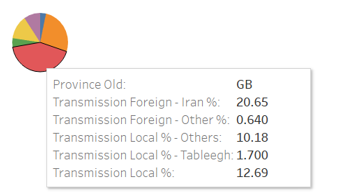 Province Old: GB
Transmission Foreign - Iran %: 20.65
Transmission Foreign - Other %: 0.640
Transmission Local % - Others: 10.18
Transmission Local % - Tableegh: 1.700
Transmission Local %: 12.69